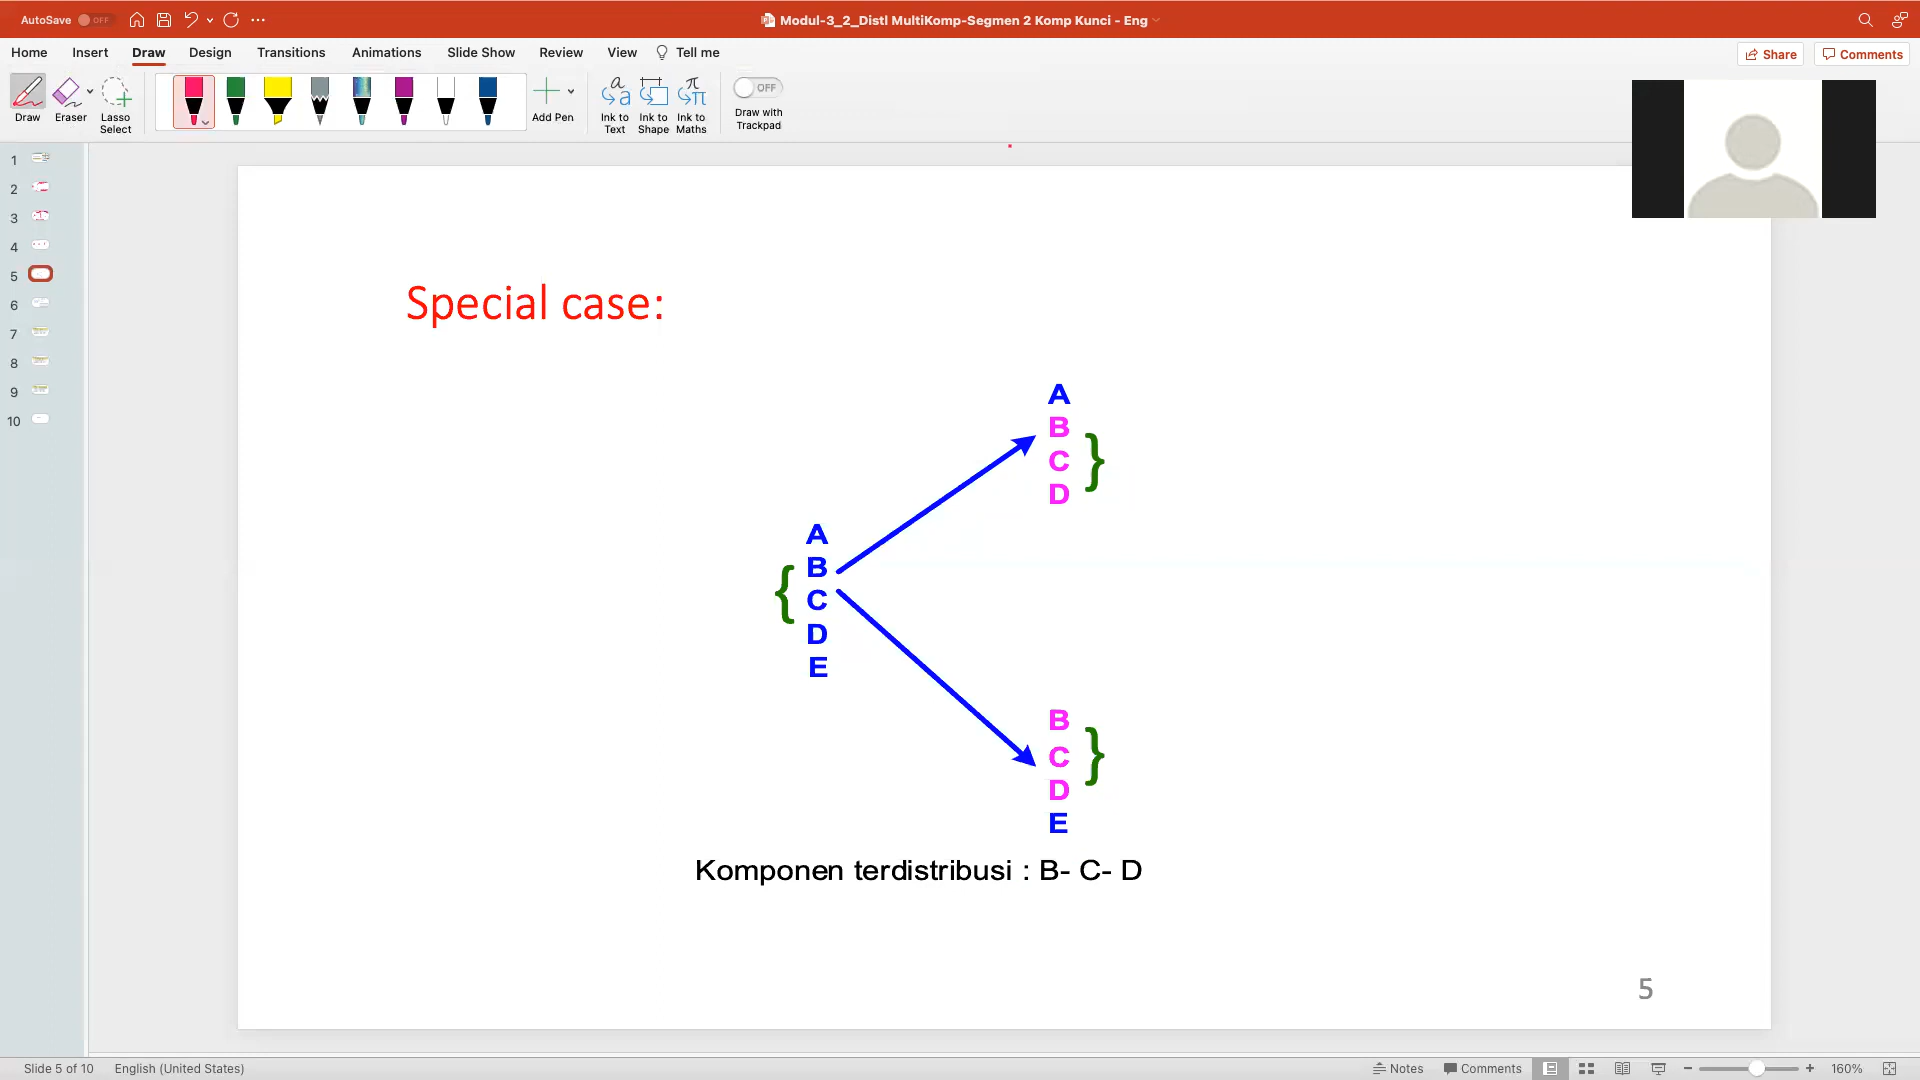 AutoSave OFF
Modul-3_2_Distl MultiKomp-Segmen 2 Komp Kunci - Eng
Home Insert Draw Design Transitions Animations Slide Show Review View Tell me
Share Comments
Draw Eraser Lasso Select Add Pen Ink to Text Ink to Shape Ink to Maths OFF Draw with Trackpad
1
2
3
4
5
6
7
8
9
10
Special case:
A
B
C
D
}
{
A
B
C
D
E
B
C
D
E
}
Komponen terdistribusi : B- C- D
5
Slide 5 of 10 English (United States) Notes Comments 160%